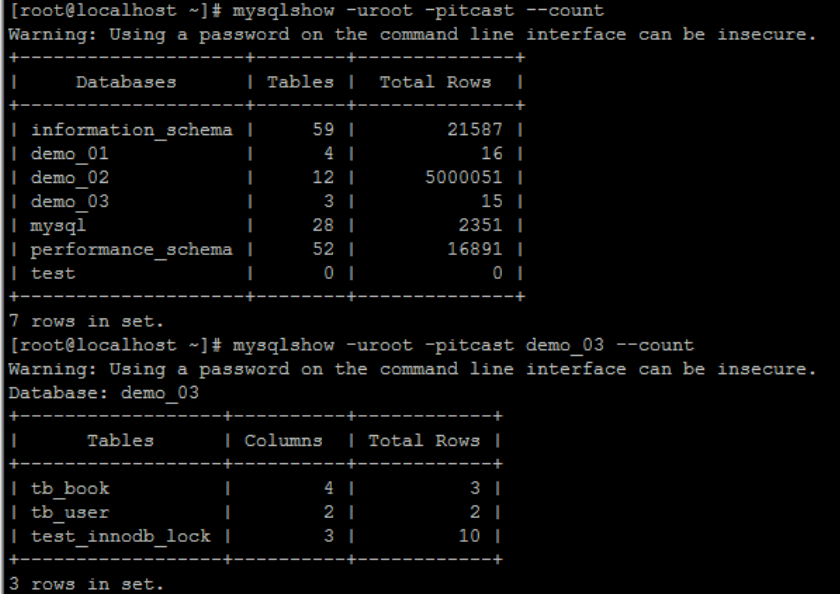 [root@localhost ~]# mysqlshow -uroot -pitcast --count
Warning: Using a password on the command line interface can be insecure.
+--------------------+--------+--------------+
|     Databases      | Tables |  Total Rows  |
+--------------------+--------+--------------+
| information_schema |     59 |        21587 |
| demo_01            |      4 |           16 |
| demo_02            |     12 |      5000051 |
| demo_03            |      3 |           15 |
| mysql              |     28 |         2351 |
| performance_schema |     52 |        16891 |
| test               |      0 |            0 |
+--------------------+--------+--------------+
7 rows in set.
[root@localhost ~]# mysqlshow -uroot -pitcast demo_03 --count
Warning: Using a password on the command line interface can be insecure.
Database: demo_03
+------------------+----------+------------+
|      Tables      | Columns  | Total Rows |
+------------------+----------+------------+
| tb_book          |        4 |          3 |
| tb_user          |        2 |          2 |
| test_innodb_lock |        3 |         10 |
+------------------+----------+------------+
3 rows in set.